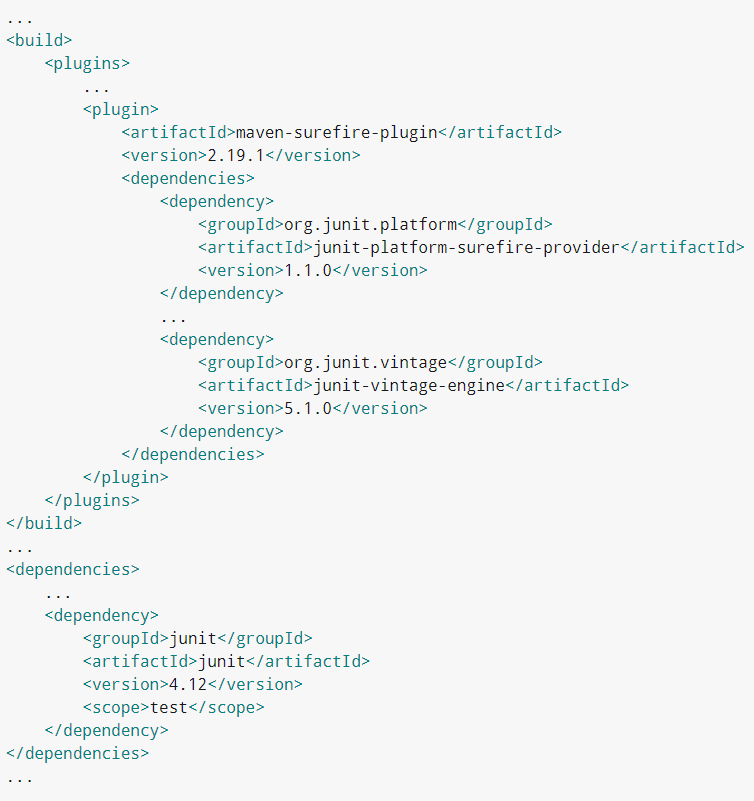 ...
<build>
    <plugins>
        ...
        <plugin>
            <artifactId>maven-surefire-plugin</artifactId>
            <version>2.19.1</version>
            <dependencies>
                <dependency>
                    <groupId>org.junit.platform</groupId>
                    <artifactId>junit-platform-surefire-provider</artifactId>
                    <version>1.1.0</version>
                </dependency>
                ...
                <dependency>
                    <groupId>org.junit.vintage</groupId>
                    <artifactId>junit-vintage-engine</artifactId>
                    <version>5.1.0</version>
                </dependency>
            </dependencies>
        </plugin>
    </plugins>
</build>
...
<dependencies>
    ...
    <dependency>
        <groupId>junit</groupId>
        <artifactId>junit</artifactId>
        <version>4.12</version>
        <scope>test</scope>
    </dependency>
</dependencies>
...